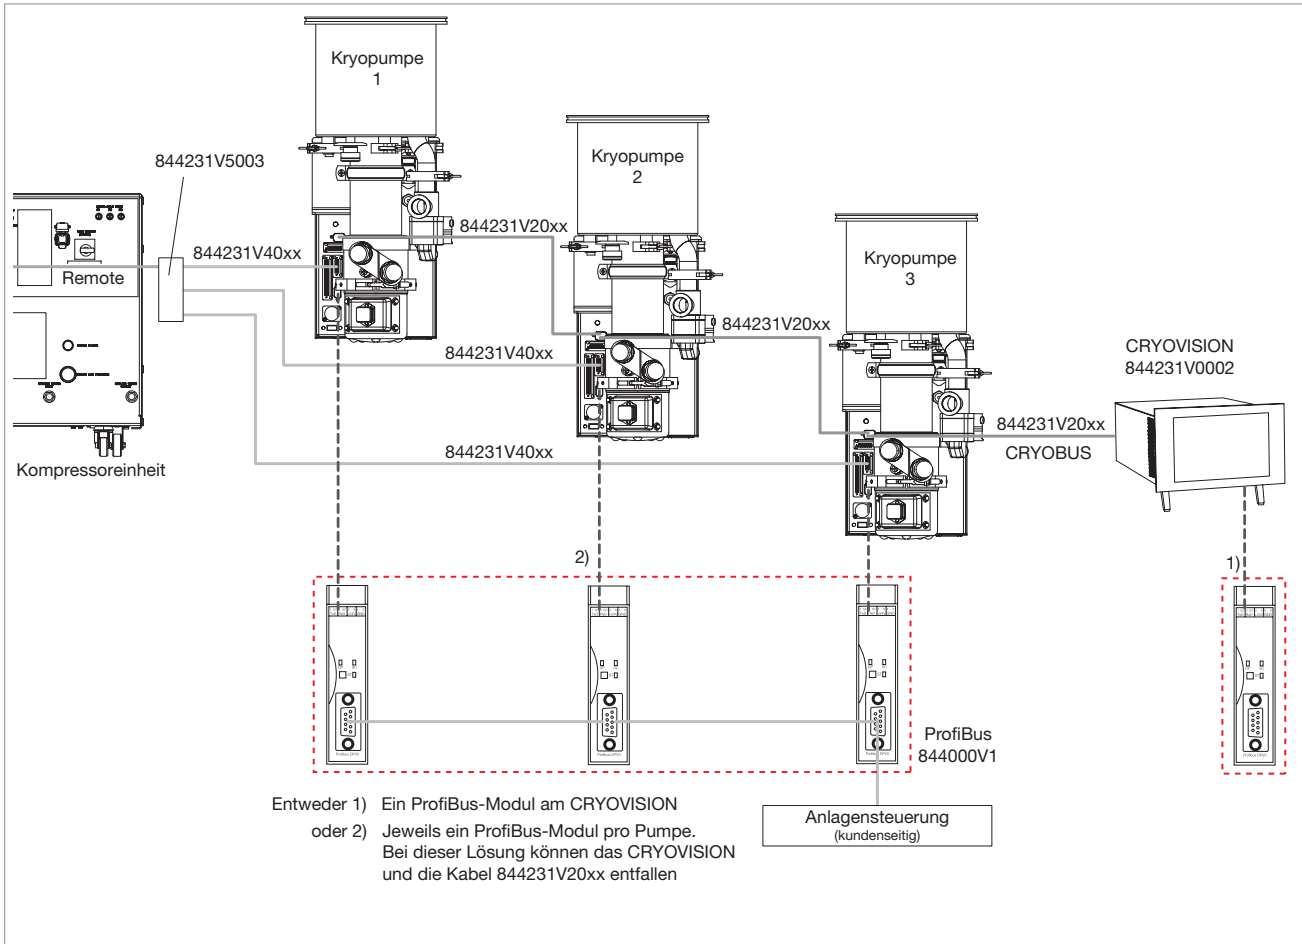 Kryopumpe
1
Kryopumpe
2
Kryopumpe
3
844231V5003
844231V40xx
844231V20xx
Remote
844231V20xx
844231V40xx
CRYOVISION
844231V0002
844231V20xx
CRYOBUS
844231V40xx
Kompressoreinheit
2)
1)
ProfiBus
844000V1
Entweder 1) Ein ProfiBus-Modul am CRYOVISION
oder 2) Jeweils ein ProfiBus-Modul pro Pumpe.
Bei dieser Lösung können das CRYOVISION
und die Kabel 844231V20xx entfallen
Anlagensteuerung
(kundenseitig)